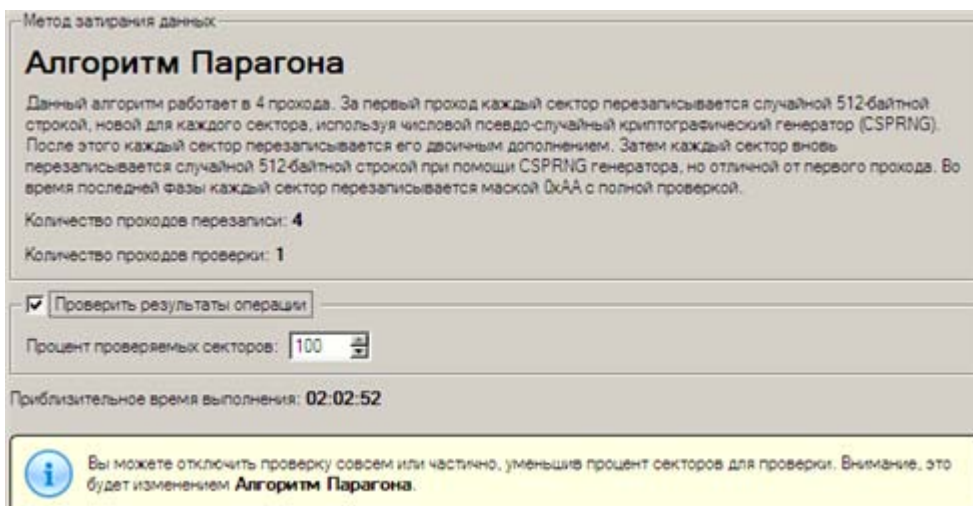 Метод затирания данных
Алгоритм Парагона
Данный алгоритм работает в 4 прохода. За первый проход каждый сектор перезаписывается случайной 512-байтной
строкой, новой для каждого сектора, используя числовой псевдо-случайный криптографический генератор (CSPRNG).
После этого каждый сектор перезаписывается его двоичным дополнением. Затем каждый сектор вновь
перезаписывается случайной 512-байтной строкой при помощи CSPRNG генератора, но отличной от первого прохода. Во
время последней фазы каждый сектор перезаписывается маской 0xAA с полной проверкой.
Количество проходов перезаписи: 4
Количество проходов проверки: 1
Проверить результаты операции
Процент проверяемых секторов: 100
Приблизительное время выполнения: 02:02:52
Вы можете отключить проверку совсем или частично, уменьшив процент секторов для проверки. Внимание, это
будет изменением Алгоритм Парагона.